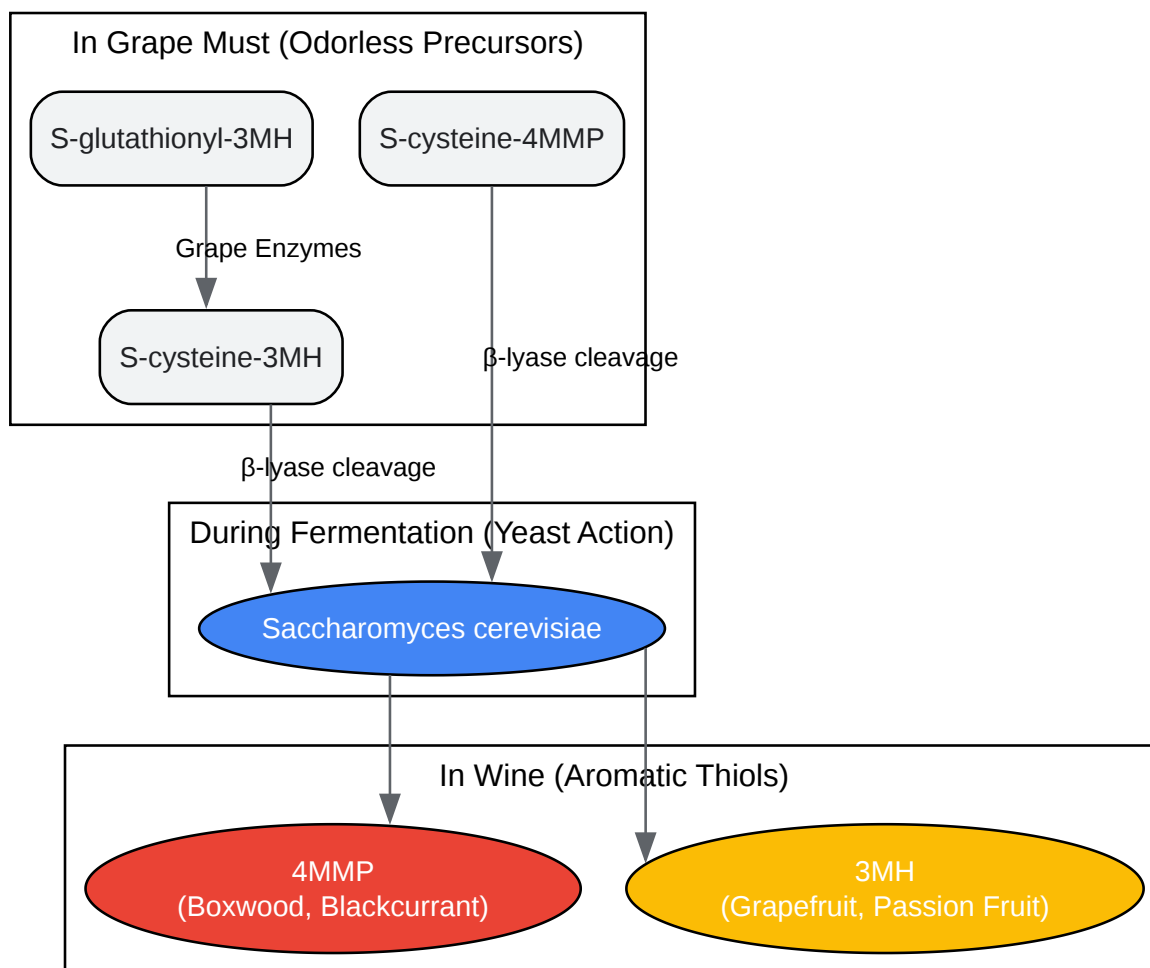 In Grape Must (Odorless Precursors)
S-glutathionyl-3MH
S-cysteine-4MMP
Grape Enzymes
S-cysteine-3MH
β-lyase cleavage
β-lyase cleavage
During Fermentation (Yeast Action)
Saccharomyces cerevisiae
In Wine (Aromatic Thiols)
4MMP
(Boxwood, Blackcurrant)
3MH
(Grapefruit, Passion Fruit)